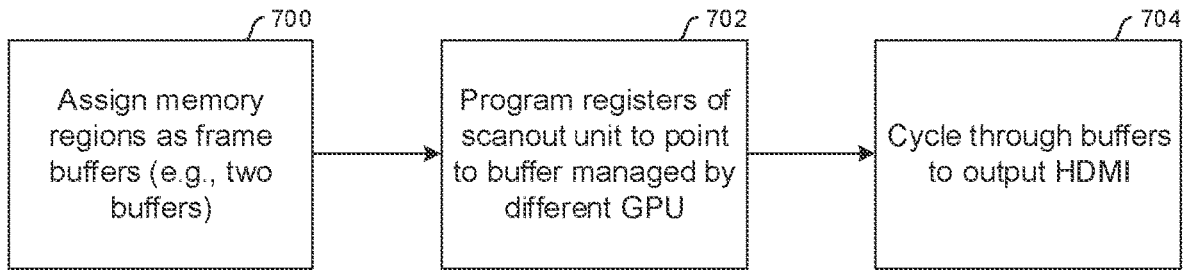 700
Assign memory
regions as frame
buffers (e.g., two
buffers)
702
Program registers of
scanout unit to point
to buffer managed by
different GPU
704
Cycle through buffers
to output HDMI